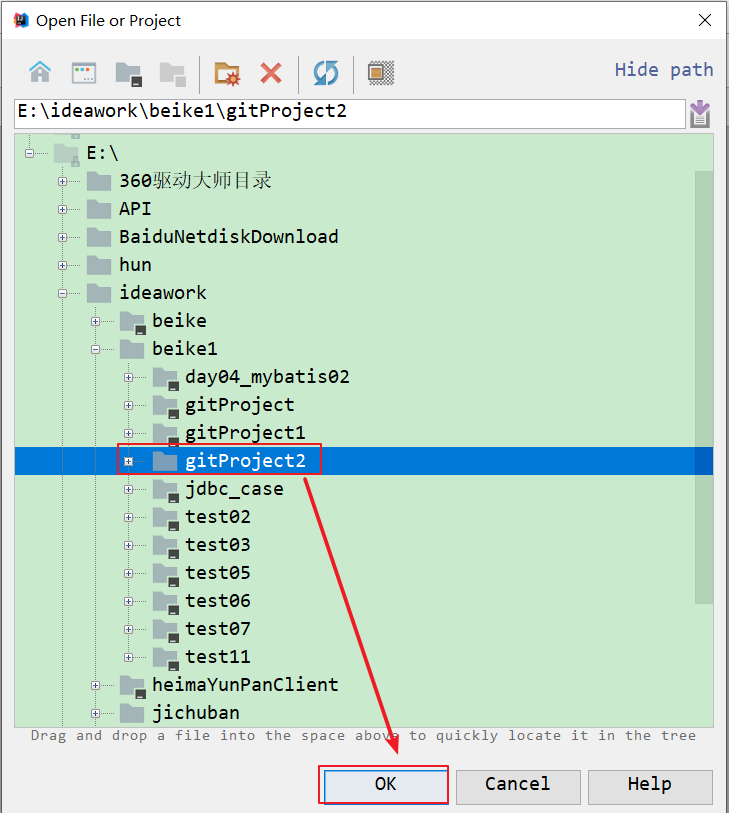 Open File or Project
Hide path
E:\ideawork\beike1\gitProject2
E:\
360驱动大师目录
API
BaiduNetdiskDownload
hun
ideawork
beike
beike1
day04_mybatis02
gitProject
gitProject1
gitProject2
jdbc_case
test02
test03
test05
test06
test07
test11
heimaYunPanClient
jichuban
Drag and drop a file into the space above to quickly locate it in the tree
OK Cancel Help